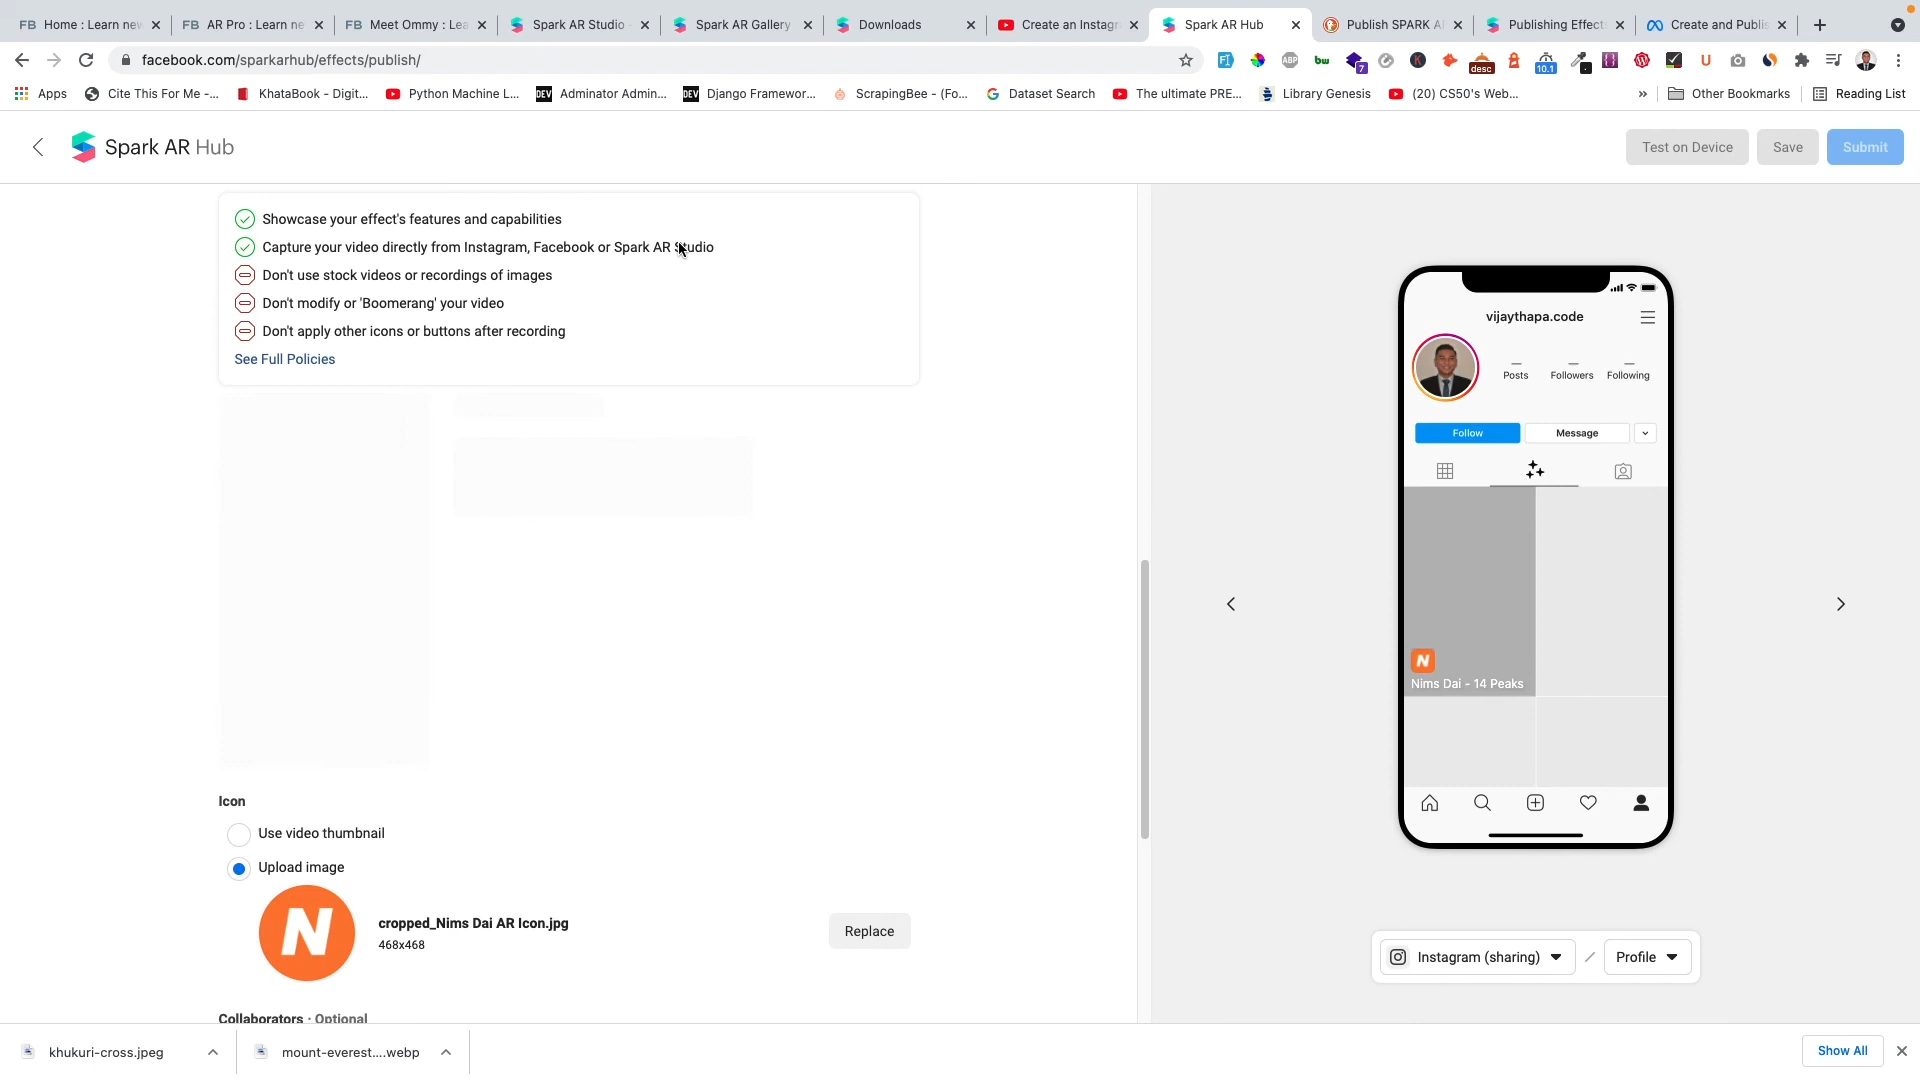 Home : Learn new
AR Pro : Learn ne
Meet Ommy : Lea
Spark AR Studio
Spark AR Gallery
Downloads
Create an Instagr
Spark AR Hub
Publish SPARK A
Publishing Effect
Create and Publis
facebook.com/sparkarhub/effects/publish/
Apps
Cite This For Me -...
KhataBook - Digit...
Python Machine L...
Adminator Admin...
Django Framewor...
ScrapingBee - (Fo...
Dataset Search
The ultimate PRE...
Library Genesis
(20) CS50's Web...
»
Other Bookmarks
Reading List
Spark AR Hub
Test on Device
Save
Submit
Showcase your effect's features and capabilities
Capture your video directly from Instagram, Facebook or Spark AR Studio
Don't use stock videos or recordings of images
Don't modify or 'Boomerang' your video
Don't apply other icons or buttons after recording
See Full Policies
Icon
Use video thumbnail
Upload image
N
cropped_Nims Dai AR Icon.jpg
468x468
Replace
Collaborators · Optional
vijaythapa.code
Posts
Followers
Following
Follow
Message
N
Nims Dai - 14 Peaks
Instagram (sharing)
/
Profile
khukuri-cross.jpeg
mount-everest....webp
Show All